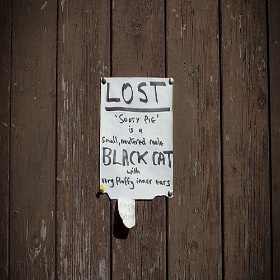 LOST
'SOOTY PIE'
is a
small, neutered male
BLACK CAT
with
very fluffy inner ears